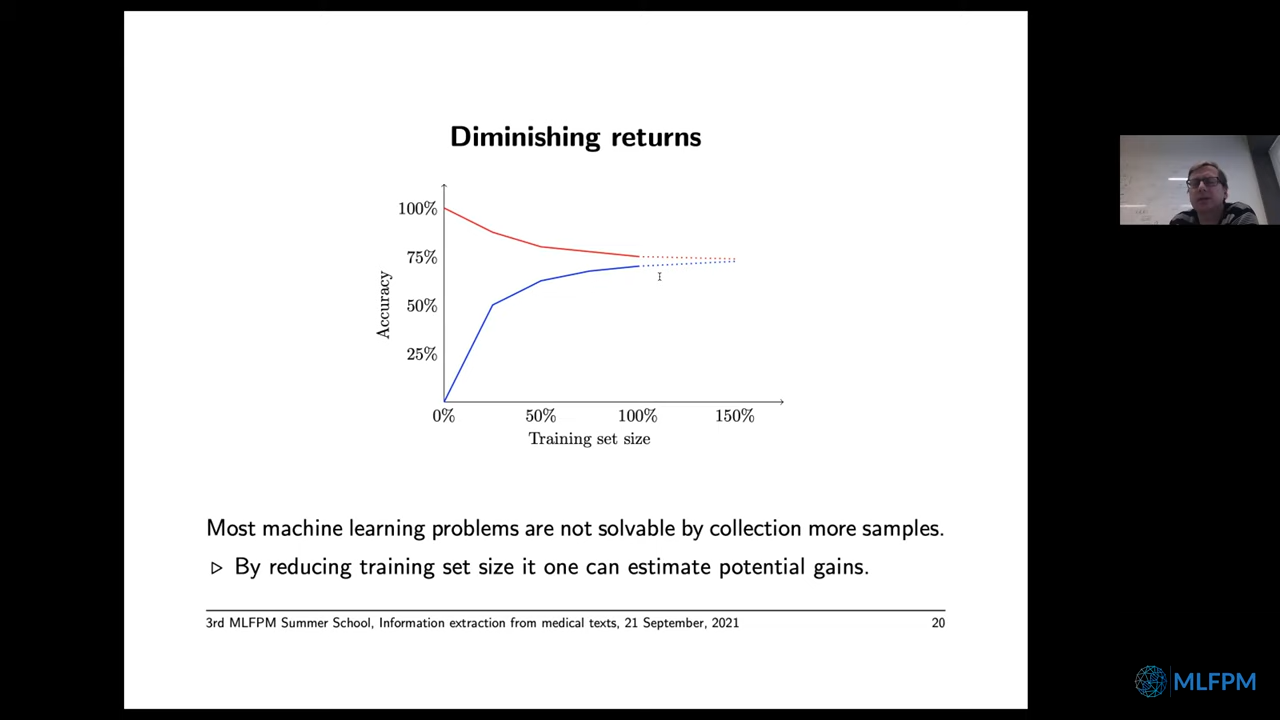 Diminishing returns
100%
75%
50%
25%
Accuracy
0%
50%
100%
150%
Training set size
Most machine learning problems are not solvable by collection more samples.
▷ By reducing training set size it one can estimate potential gains.
3rd MLFPM Summer School, Information extraction from medical texts, 21 September, 2021
20
MLFPM